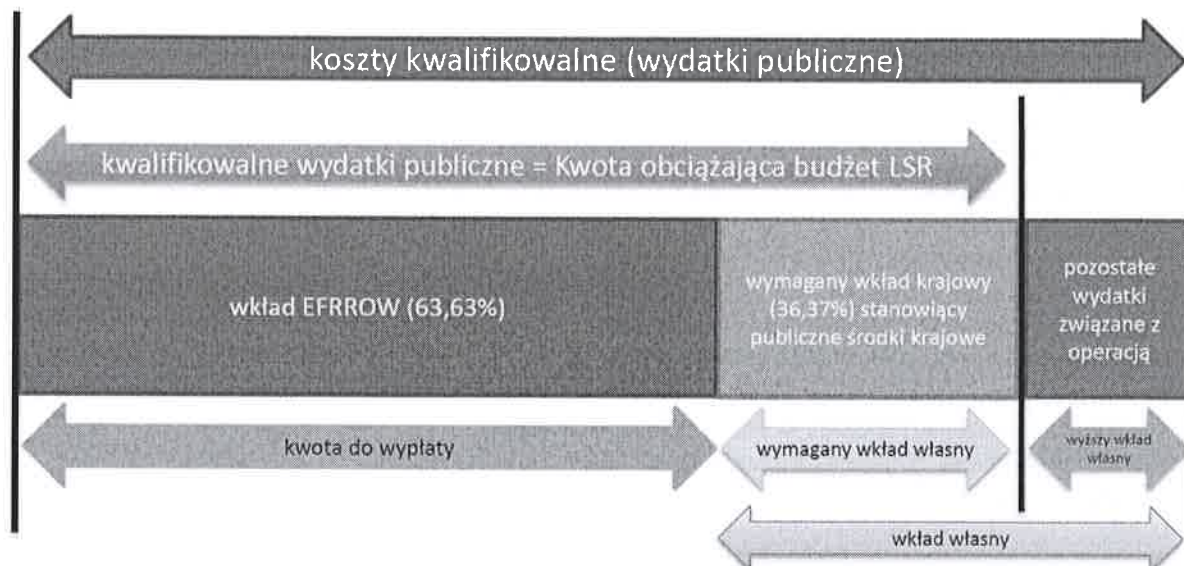 koszty kwalifikowalne (wydatki publiczne)
kwalifikowalne wydatki publiczne = Kwota obciążająca budżet LSR
wkład EFRROW (63,63%)
wymagany wkład krajowy
(36,37%) stanowiący
publiczne środki krajowe
pozostałe
wydatki
związane z
operacją
kwota do wypłaty
wymagany wkład własny
wyższy wkład
własny
wkład własny